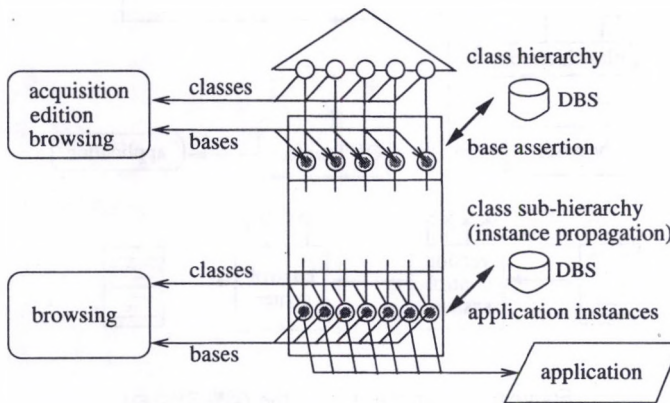 class hierarchy
classes
acquisition
edition
browsing
DBS
bases
base assertion
class sub-hierarchy
(instance propagation)
classes
DBS
browsing
application instances
bases
application